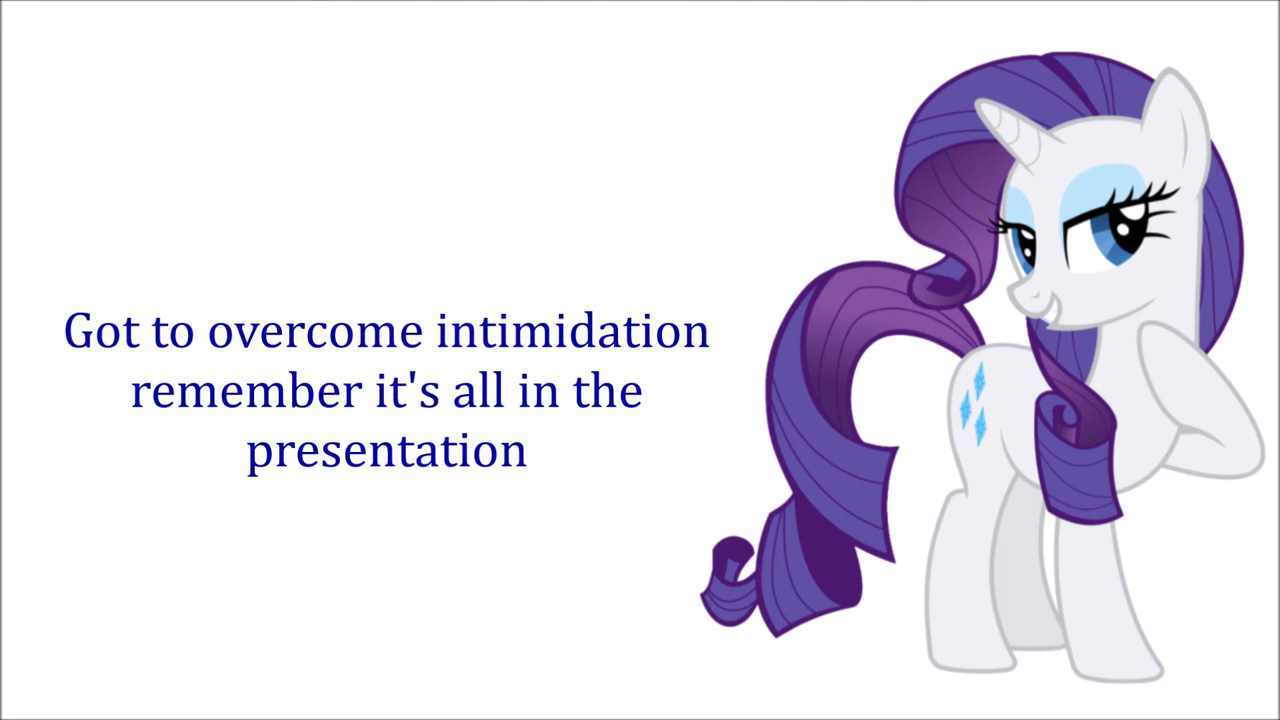 Got to overcome intimidation
remember it's all in the
presentation